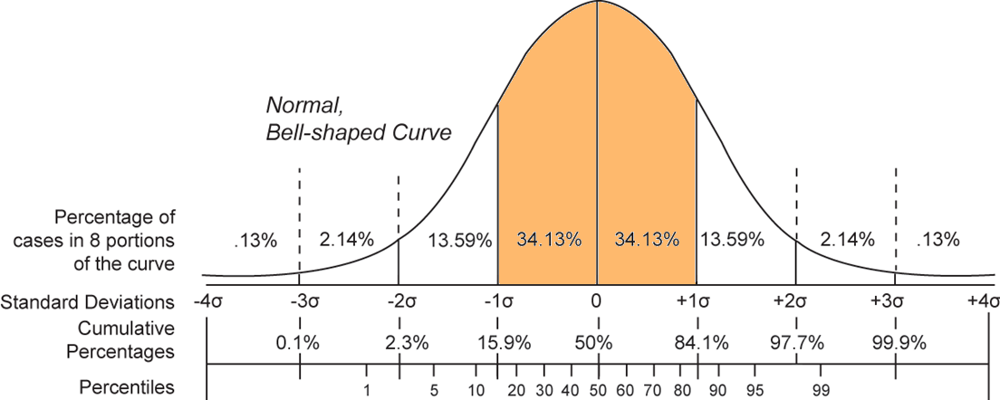 Normal,
Bell-shaped Curve
Percentage of
cases in 8 portions
of the curve
.13% 2.14% 13.59% 34.13% 34.13% 13.59% 2.14% .13%
Standard Deviations -4σ -3σ -2σ -1σ 0 +1σ +2σ +3σ +4σ
Cumulative
Percentages 0.1% 2.3% 15.9% 50% 84.1% 97.7% 99.9%
Percentiles 1 5 10 20 30 40 50 60 70 80 90 95 99